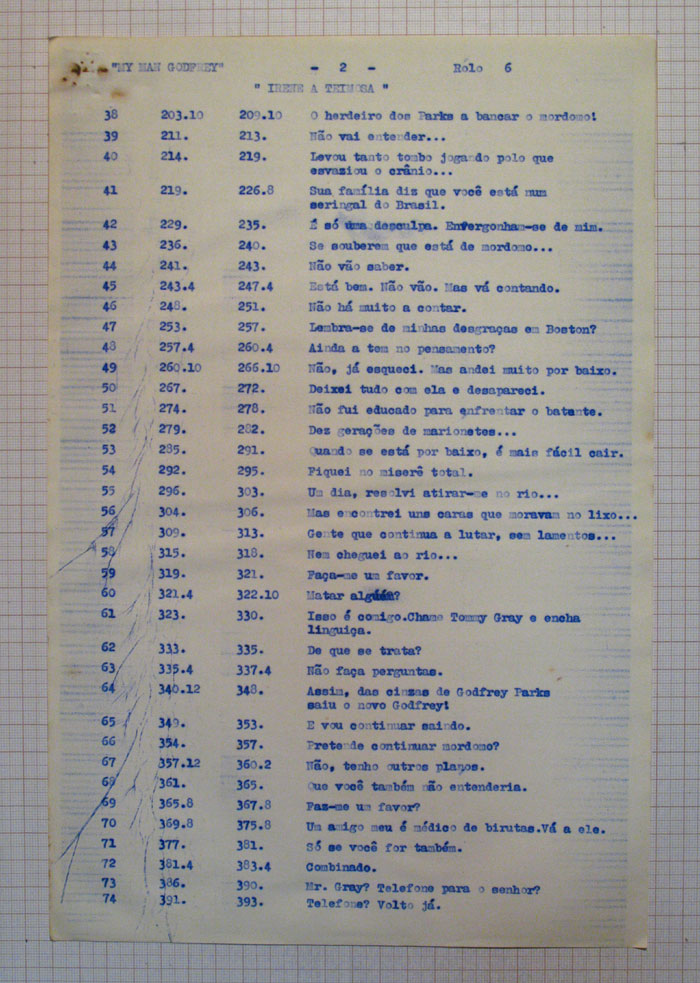 "MY MAN GODFREY" - 2 - Rôlo 6
" IRENE A TEIMOSA "
38 203.10 209.10 O herdeiro dos Parks a bancar o mordomo!
39 211. 213. Não vai entender...
40 214. 219. Levou tanto tombo jogando polo que
esvaziou o crânio...
41 219. 226.8 Sua família diz que você está num
seringal do Brasil.
42 229. 235. É só uma desculpa. Envergonham-se de mim.
43 236. 240. Se souberem que está de mordomo...
44 241. 243. Não vão saber.
45 243.4 247.4 Está bem. Não vão. Mas vá contando.
46 248. 251. Não há muito a contar.
47 253. 257. Lembra-se de minhas desgraças em Boston?
48 257.4 260.4 Ainda a tem no pensamento?
49 260.10 266.10 Não, já esqueci. Mas andei muito por baixo.
50 267. 272. Deixei tudo com ela e desapareci.
51 274. 278. Não fui educado para enfrentar o batente.
52 279. 282. Dez gerações de marionetes...
53 285. 291. Quando se está por baixo, é mais fácil cair.
54 292. 295. Fiquei no miserê total.
55 296. 303. Um dia, resolvi atirar-me no rio...
56 304. 306. Mas encontrei uns caras que moravam no lixo...
57 309. 313. Gente que continua a lutar, sem lamentos...
58 315. 318. Nem cheguei ao rio...
59 319. 321. Faça-me um favor.
60 321.4 322.10 Matar alguém?
61 323. 330. Isso é comigo.Chame Tommy Gray e encha
linguiça.
62 333. 335. De que se trata?
63 335.4 337.4 Não faça perguntas.
64 340.12 348. Assim, das cinzas de Godfrey Parks
saiu o novo Godfrey!
65 349. 353. E vou continuar saindo.
66 354. 357. Pretende continuar mordomo?
67 357.12 360.2 Não, tenho outros planos.
68 361. 365. Que você também não entenderia.
69 365.8 367.8 Faz-me um favor?
70 369.8 375.8 Um amigo meu é médico de birutas.Vá a ele.
71 377. 381. Só se você for também.
72 381.4 383.4 Combinado.
73 386. 390. Mr. Gray? Telefone para o senhor?
74 391. 393. Telefone? Volto já.